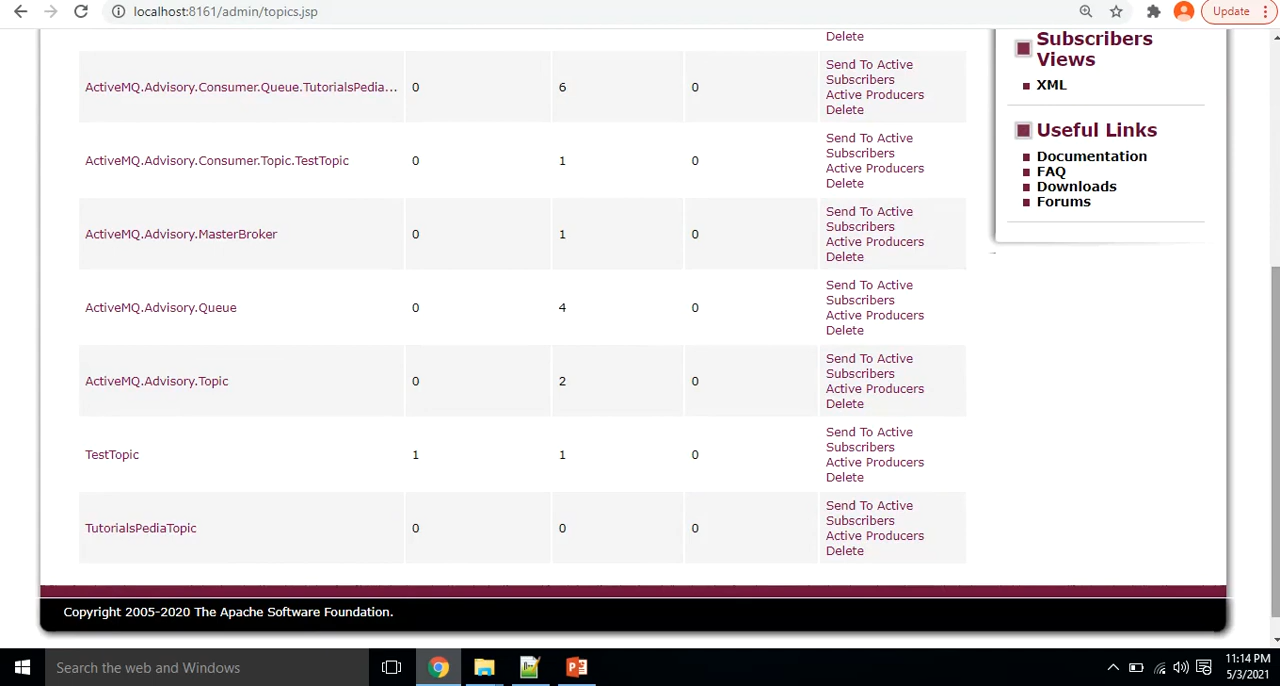 localhost:8161/admin/topics.jsp
Update
Delete
ActiveMQ.Advisory.Consumer.Queue.TutorialsPedia... 0 6 0 Send To Active
Subscribers
Active Producers
Delete
ActiveMQ.Advisory.Consumer.Topic.TestTopic 0 1 0 Send To Active
Subscribers
Active Producers
Delete
ActiveMQ.Advisory.MasterBroker 0 1 0 Send To Active
Subscribers
Active Producers
Delete
ActiveMQ.Advisory.Queue 0 4 0 Send To Active
Subscribers
Active Producers
Delete
ActiveMQ.Advisory.Topic 0 2 0 Send To Active
Subscribers
Active Producers
Delete
TestTopic 1 1 0 Send To Active
Subscribers
Active Producers
Delete
TutorialsPediaTopic 0 0 0 Send To Active
Subscribers
Active Producers
Delete
Subscribers
Views
XML
Useful Links
Documentation
FAQ
Downloads
Forums
Copyright 2005-2020 The Apache Software Foundation.
Search the web and Windows
11:14 PM
5/3/2021